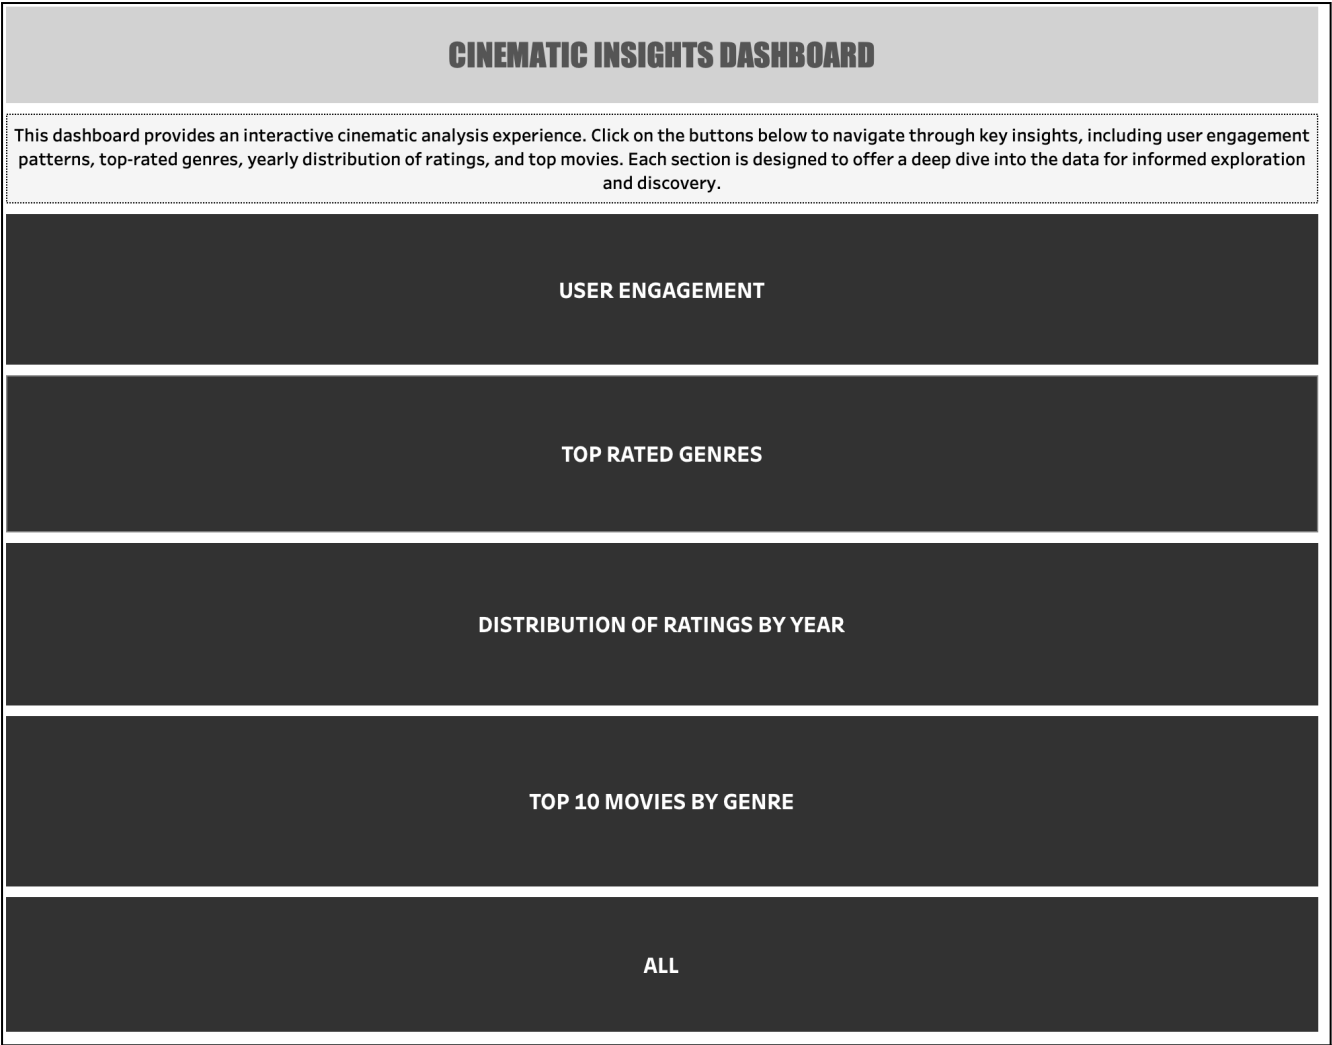 CINEMATIC INSIGHTS DASHBOARD
This dashboard provides an interactive cinematic analysis experience. Click on the buttons below to navigate through key insights, including user engagement
patterns, top-rated genres, yearly distribution of ratings, and top movies. Each section is designed to offer a deep dive into the data for informed exploration
and discovery.
USER ENGAGEMENT
TOP RATED GENRES
DISTRIBUTION OF RATINGS BY YEAR
TOP 10 MOVIES BY GENRE
ALL